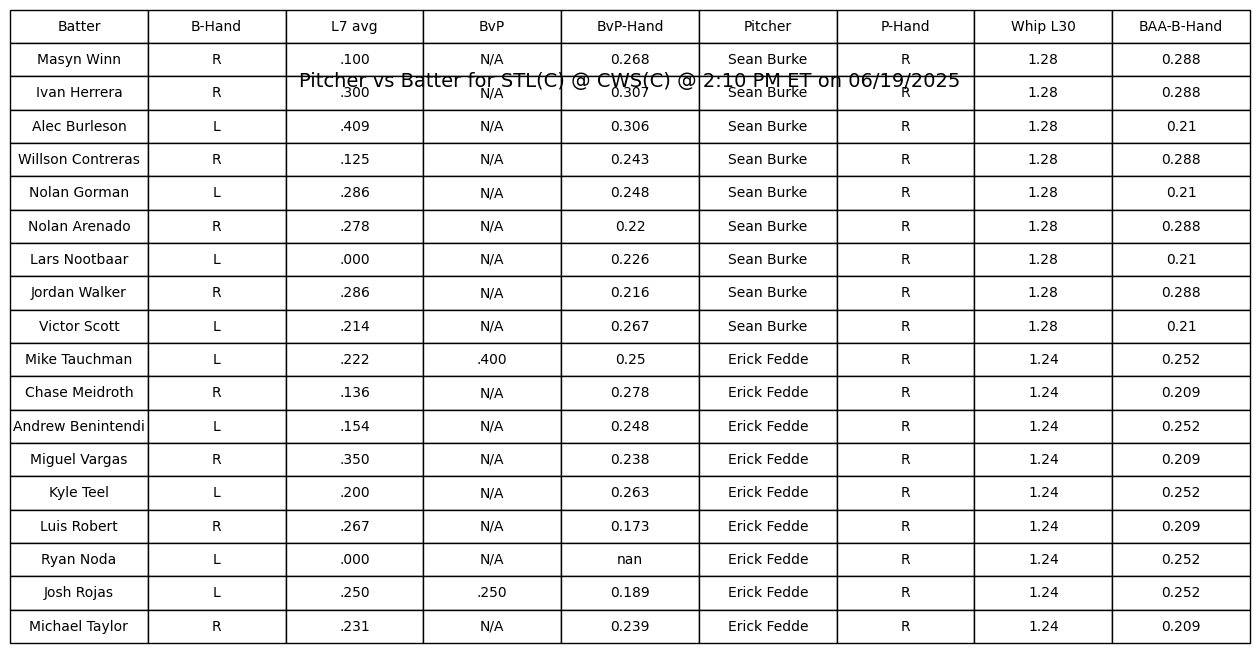 Batter B-Hand L7 avg BvP BvP-Hand Pitcher P-Hand Whip L30 BAA-B-Hand
Masyn Winn R .100 N/A 0.268 Sean Burke R 1.28 0.288
Pitcher vs Batter for STL(C) @ CWS(C) @ 2:10 PM ET on 06/19/2025
Ivan Herrera R .300 N/A 0.307 Sean Burke R 1.28 0.288
Alec Burleson L .409 N/A 0.306 Sean Burke R 1.28 0.21
Willson Contreras R .125 N/A 0.243 Sean Burke R 1.28 0.288
Nolan Gorman L .286 N/A 0.248 Sean Burke R 1.28 0.21
Nolan Arenado R .278 N/A 0.22 Sean Burke R 1.28 0.288
Lars Nootbaar L .000 N/A 0.226 Sean Burke R 1.28 0.21
Jordan Walker R .286 N/A 0.216 Sean Burke R 1.28 0.288
Victor Scott L .214 N/A 0.267 Sean Burke R 1.28 0.21
Mike Tauchman L .222 .400 0.25 Erick Fedde R 1.24 0.252
Chase Meidroth R .136 N/A 0.278 Erick Fedde R 1.24 0.209
Andrew Benintendi L .154 N/A 0.248 Erick Fedde R 1.24 0.252
Miguel Vargas R .350 N/A 0.238 Erick Fedde R 1.24 0.209
Kyle Teel L .200 N/A 0.263 Erick Fedde R 1.24 0.252
Luis Robert R .267 N/A 0.173 Erick Fedde R 1.24 0.209
Ryan Noda L .000 N/A nan Erick Fedde R 1.24 0.252
Josh Rojas L .250 .250 0.189 Erick Fedde R 1.24 0.252
Michael Taylor R .231 N/A 0.239 Erick Fedde R 1.24 0.209